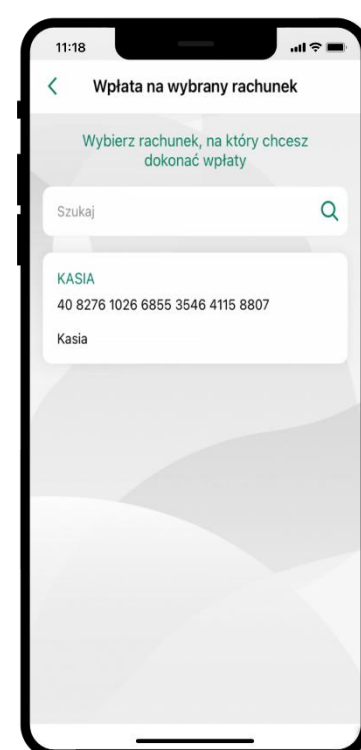 11:18
Wpłata na wybrany rachunek
Wybierz rachunek, na który chcesz
dokonać wpłaty
Szukaj
KASIA
40 8276 1026 6855 3546 4115 8807
Kasia